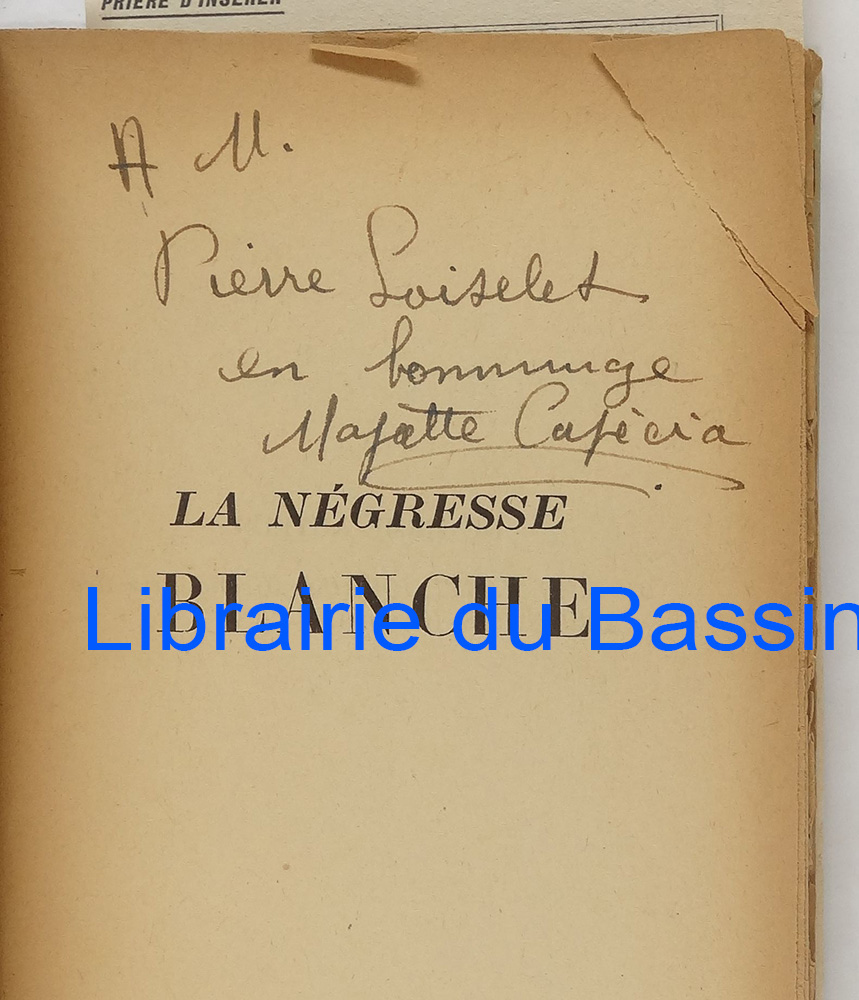 PRIÈRE D'INSÉRER
A M.
Pierre Loiselet
en hommage
Mayotte Capécia
LA NÉGRESSE
BLANCHE
Librairie du Bassin